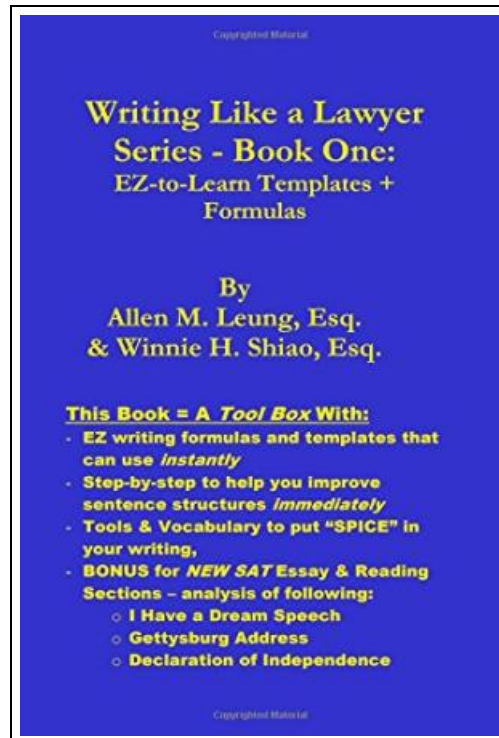 Copyrighted Material
Writing Like a Lawyer
Series - Book One:
EZ-to-Learn Templates +
Formulas
By
Allen M. Leung, Esq.
& Winnie H. Shiao, Esq.
This Book = A Tool Box With:
- EZ writing formulas and templates that
can use instantly
- Step-by-step to help you improve
sentence structures immediately
- Tools & Vocabulary to put “SPICE” in
your writing,
- BONUS for NEW SAT Essay & Reading
Sections – analysis of following:
o I Have a Dream Speech
o Gettysburg Address
o Declaration of Independence
Copyrighted Material